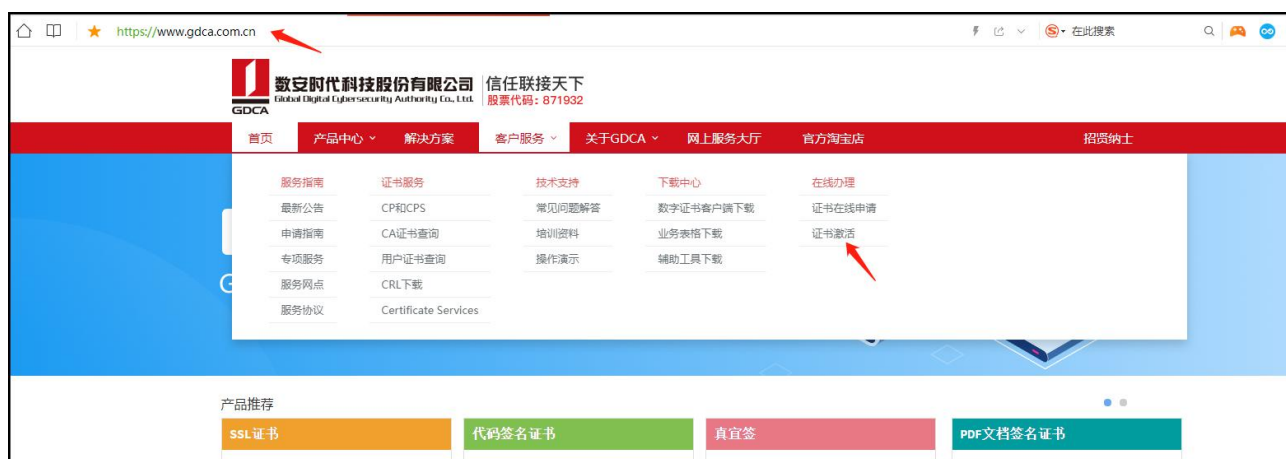 https://www.gdca.com.cn
在此搜索
数安时代科技股份有限公司
Global Digital Cybersecurity Authority Co., Ltd.
GDCA
信任联接天下
股票代码：871932
首页 产品中心 解决方案 客户服务 关于GDCA 网上服务大厅 官方淘宝店 招贤纳士
服务指南 证书服务 技术支持 下载中心 在线办理
最新公告 CP和CPS 常见问题解答 数字证书客户端下载 证书在线申请
申请指南 CA证书查询 培训资料 业务表格下载 证书激活
专项服务 用户证书查询 操作演示 辅助工具下载
服务网点 CRL下载
服务协议 Certificate Services
G
产品推荐
SSL证书 代码签名证书 真宜签 PDF文档签名证书